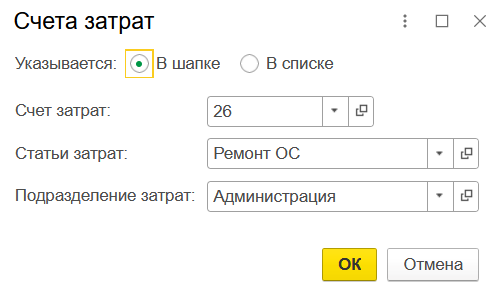 Счета затрат
Указывается: В шапке В списке
Счет затрат: 26
Статьи затрат: Ремонт ОС
Подразделение затрат: Администрация
ОК Отмена